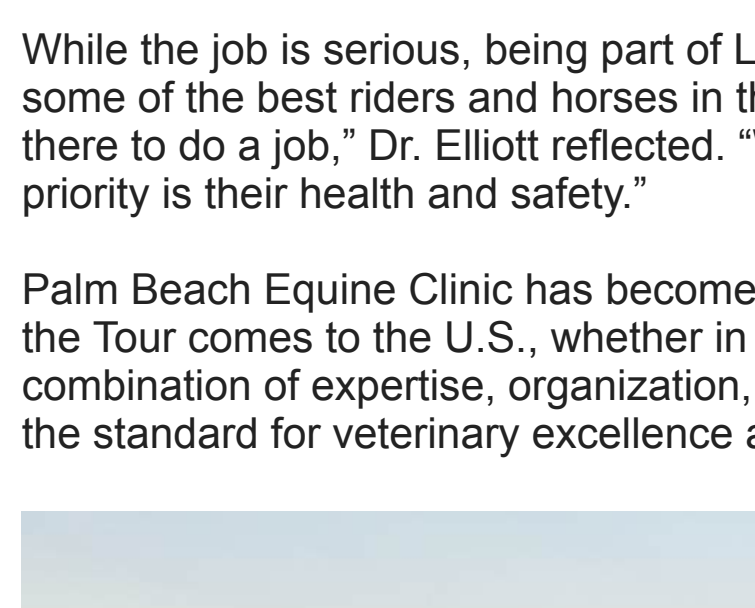 While the job is serious, being part of
some of the best riders and horses in
there to do a job,” Dr. Elliott reflected.
priority is their health and safety.”
Palm Beach Equine Clinic has become
the Tour comes to the U.S., whether in
combination of expertise, organization,
the standard for veterinary excellence